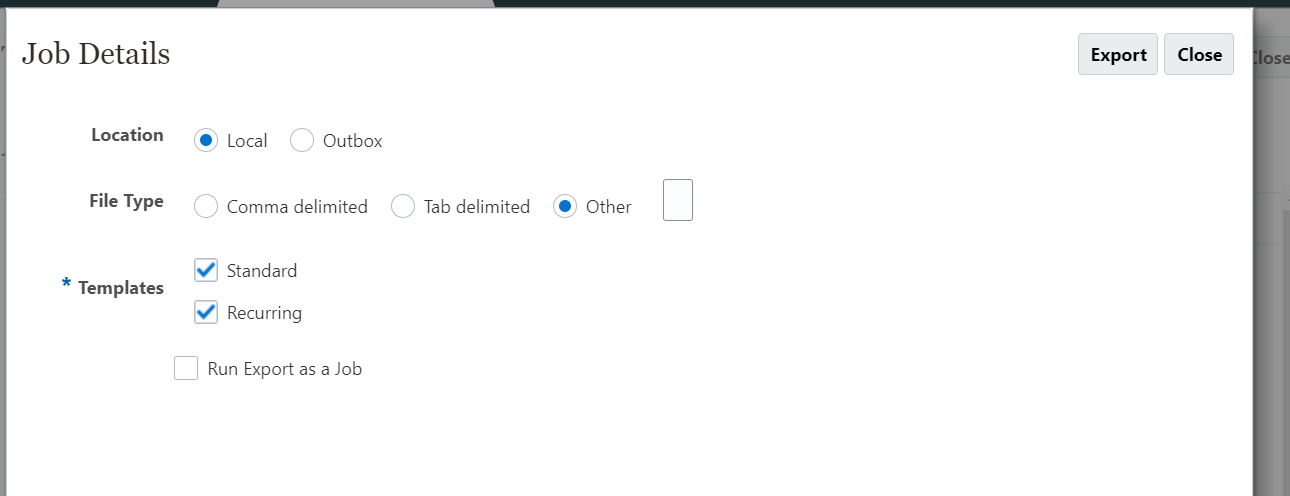 Job Details
Export
Close
Close
Location
Local
Outbox
File Type
Comma delimited
Tab delimited
Other
* Templates
Standard
Recurring
Run Export as a Job